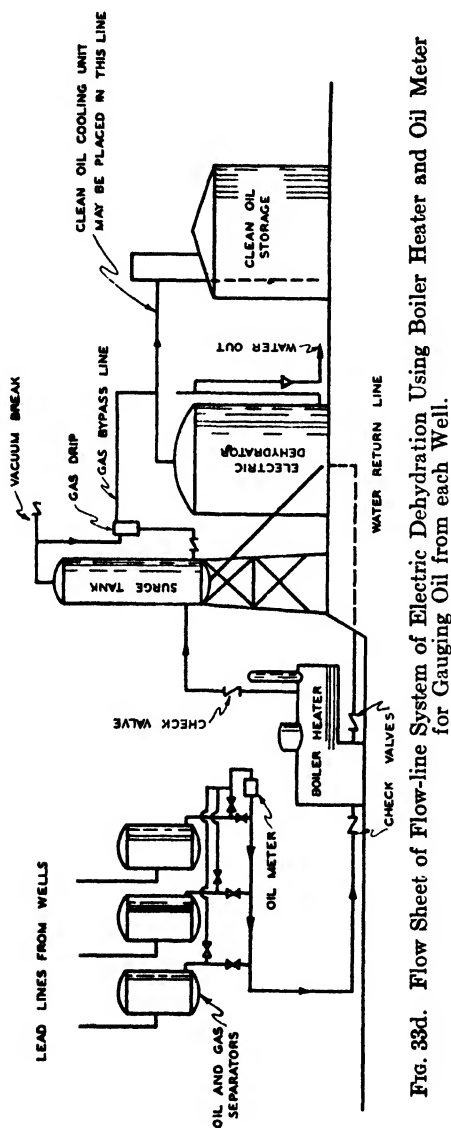 LEAD LINES FROM WELLS
OIL AND GAS
SEPARATORS
OIL METER
CHECK VALVE
BOILER HEATER
CHECK VALVES
SURGE TANK
VACUUM BREAK
GAS DRIP
GAS BYPASS LINE
ELECTRIC
DEHYDRATOR
WATER OUT
WATER RETURN LINE
CLEAN OIL COOLING UNIT
MAY BE PLACED IN THIS LINE
CLEAN OIL
STORAGE
FIG. 33d. Flow Sheet of Flow-line System of Electric Dehydration Using Boiler Heater and Oil Meter
for Gauging Oil from each Well.